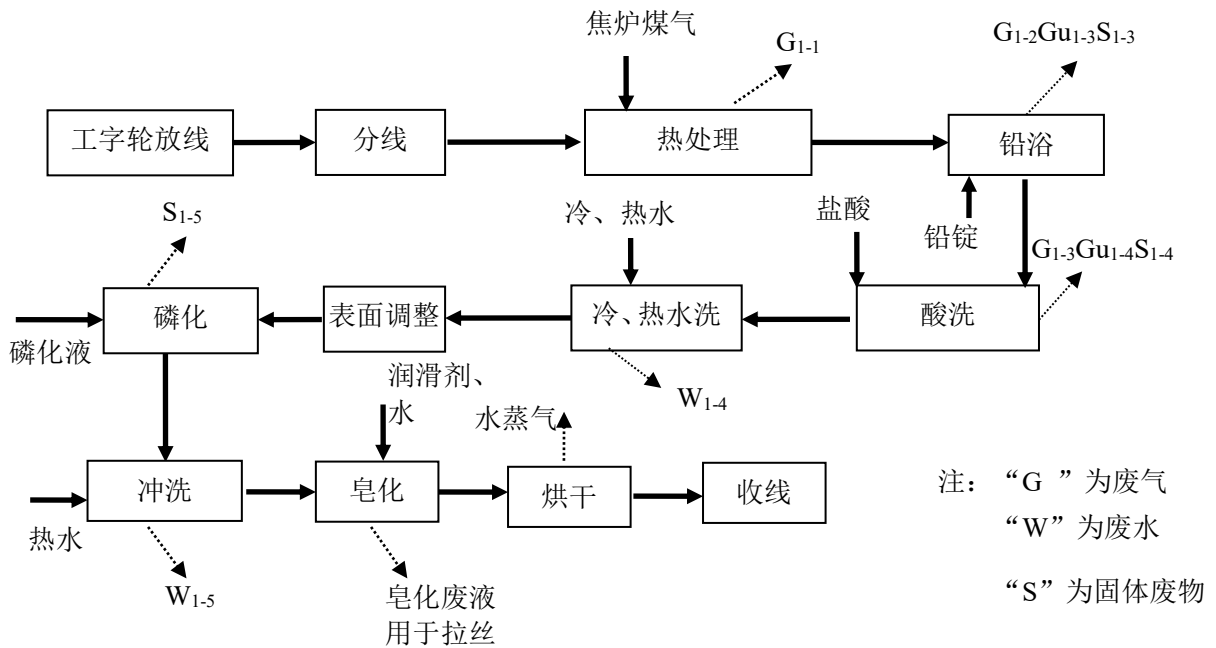 焦炉煤气
G1-1
G1-2Gu1-3S1-3
工字轮放线
分线
热处理
铅浴
S1-5
冷、热水
盐酸
铅锭
G1-3Gu1-4S1-4
磷化
表面调整
冷、热水洗
酸洗
磷化液
W1-4
润滑剂、
水
水蒸气
冲洗
皂化
烘干
收线
热水
W1-5
皂化废液
用于拉丝
注：“G ”为废气
“W”为废水
“S”为固体废物